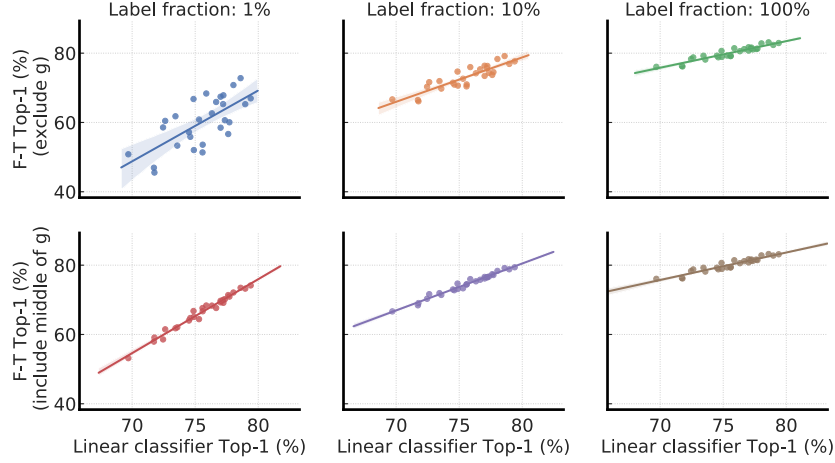 Label fraction: 1%
Label fraction: 10%
Label fraction: 100%
F-T Top-1 (%)
(exclude g)
80
60
40
F-T Top-1 (%)
(include middle of g)
80
60
40
70 75 80
70 75 80
70 75 80
Linear classifier Top-1 (%)
Linear classifier Top-1 (%)
Linear classifier Top-1 (%)